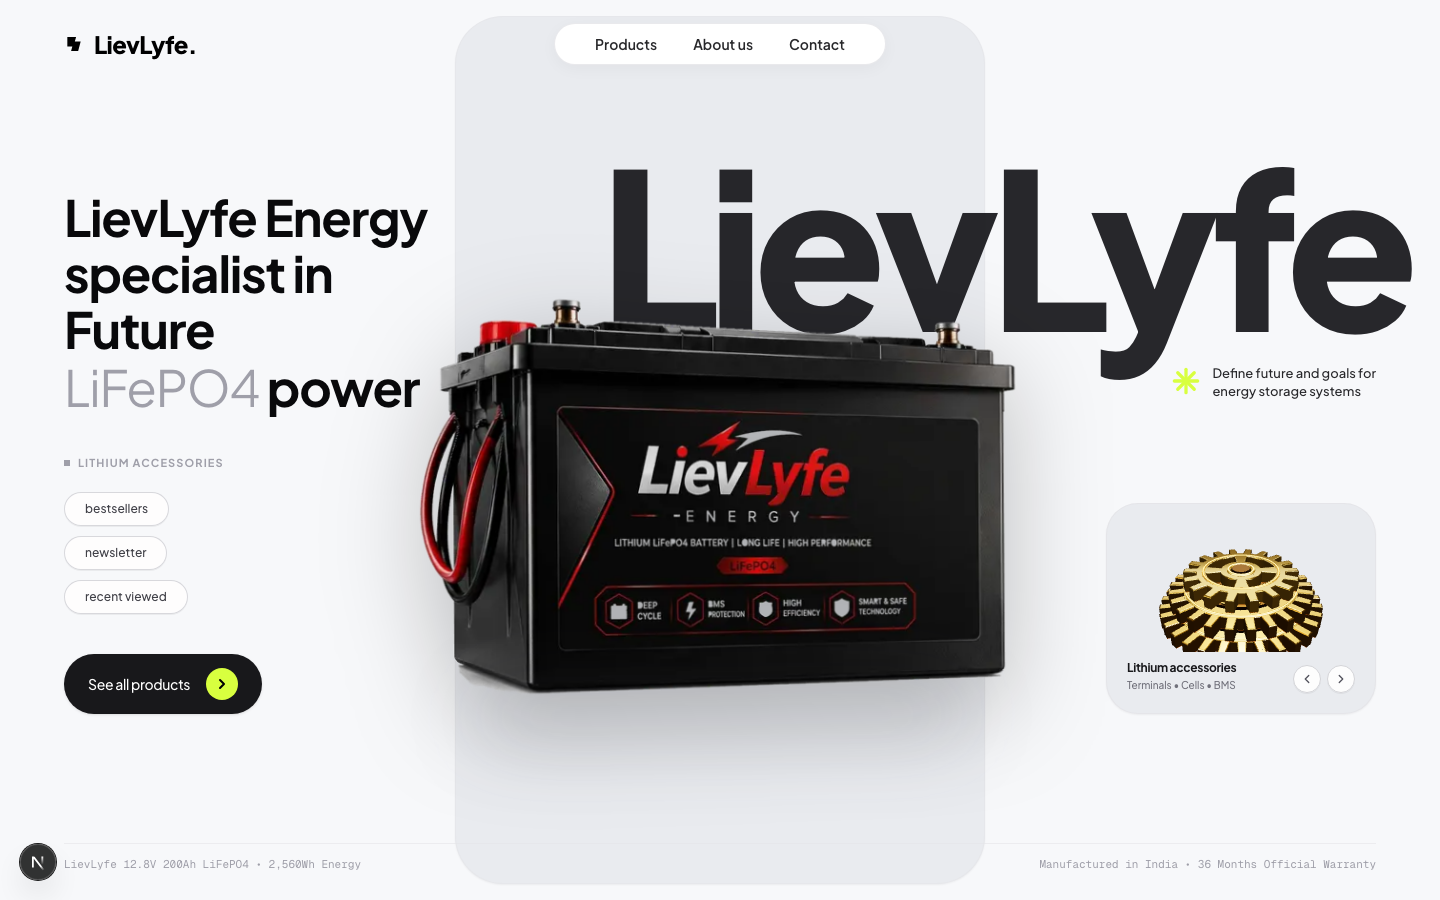 LievLyfe.
Products
About us
Contact
LievLyfe
LievLyfe Energy
specialist in
Future
LiFePO4 power
Define future and goals for
energy storage systems
LITHIUM ACCESSORIES
bestsellers
newsletter
recent viewed
See all products
LievLyfe
-ENERGY
LITHIUM LiFePO4 BATTERY | LONG LIFE | HIGH PERFORMANCE
LiFePO4
DEEP
CYCLE
BMS
PROTECTION
HIGH
EFFICIENCY
SMART & SAFE
TECHNOLOGY
Lithium accessories
Terminals • Cells • BMS
N
LievLyfe 12.8V 200Ah LiFePO4 • 2,560Wh Energy
Manufactured in India • 36 Months Official Warranty